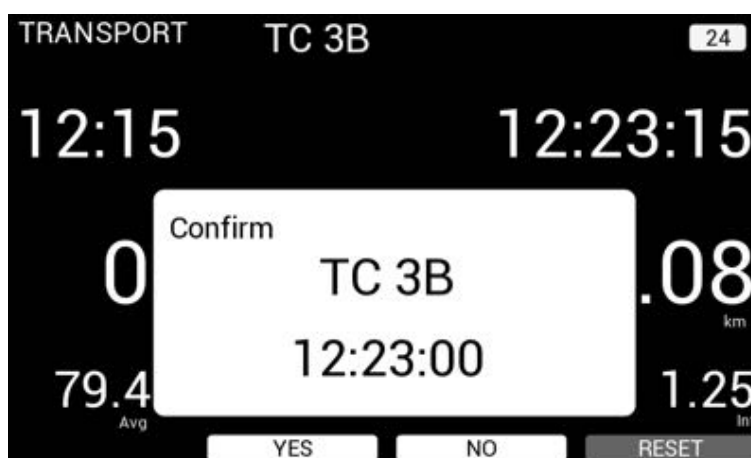 TRANSPORT TC 3B 24
12:15 12:23:15
Confirm
TC 3B
0 .08
km
12:23:00
79.4 1.25
Avg
YES NO RESET